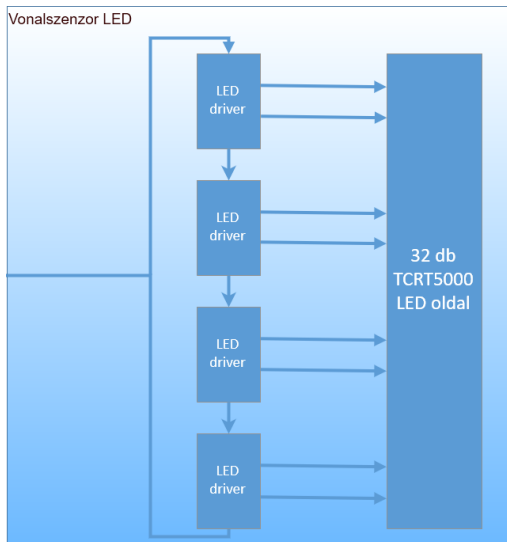 Vonalszenzor LED
LED
driver
LED
driver
LED
driver
LED
driver
32 db
TCRT5000
LED oldal